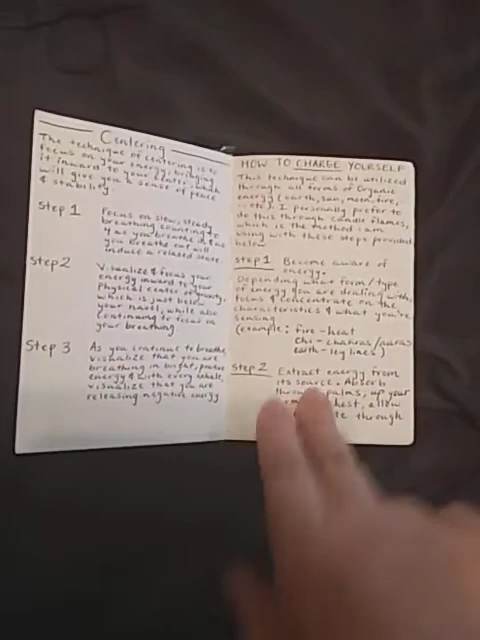 Centering
The technique of centering is to
focus on your energy, bringing
it inward to your center, which
will give you a sense of peace
& stability.
Step 1
Focus on slow, steady
breathing counting to
4 as you breathe in & as
you breathe out will
induce a relaxed state.
Step 2
Visualize & focus your
energy inward to your
Physical center of gravity,
which is just below
your navel, while also
continuing to focus on
your breathing
Step 3
As you continue to breathe,
visualize that you are
breathing in bright, positive
energy & with every exhale,
visualize that you are
releasing negative energy
HOW TO CHARGE YOURSELF
This technique can be utilized
through all forms of Organic
energy (earth, sun, moon, fire,
...etc). I personally prefer to
do this through candle flames,
which is the method i am
using with these steps provided
below
Step 1
Become aware of
energy.
Depending what form/type
of energy you are dealing with,
focus & concentrate on the
characteristics & what you're
sensing
(example: fire - heat
chi - chakras/auras
earth - ley lines)
Step 2
Extract energy from
its source. Absorb
through palms, up your
chest, allow
through